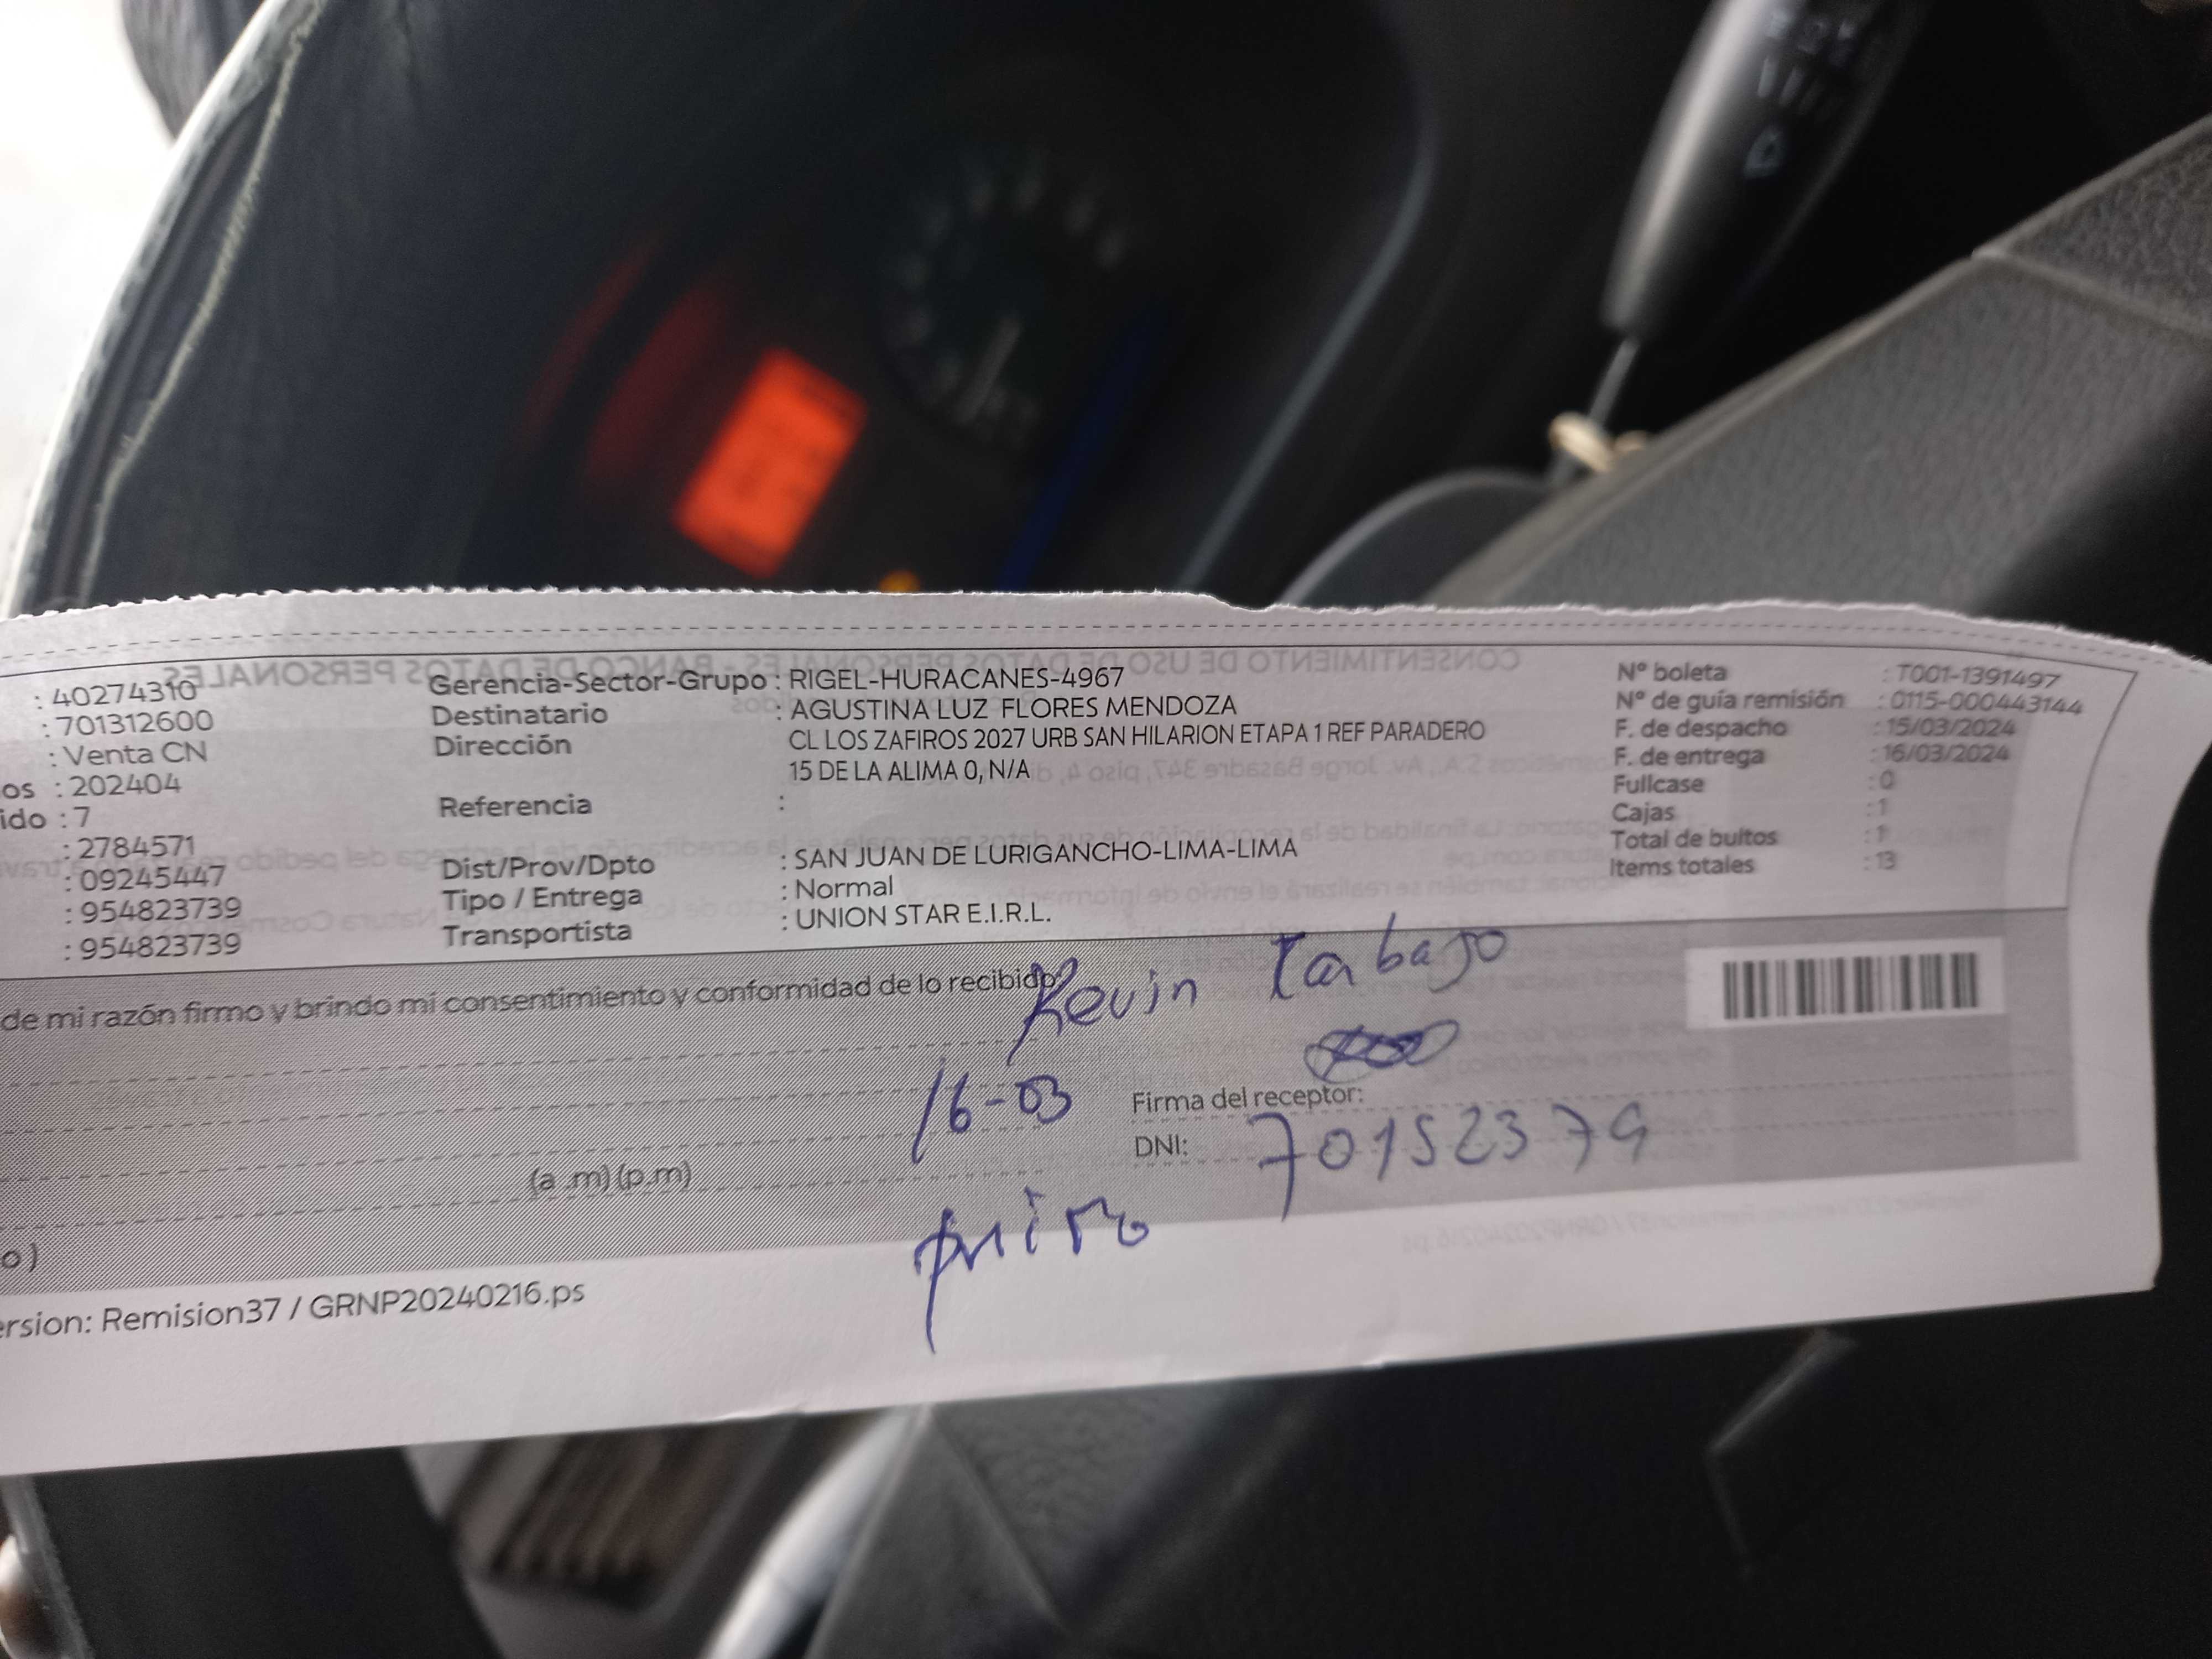 : 40274310
: 701312600
: Venta CN
os : 202404
ido : 7
: 2784571
: 09245447
: 954823739
: 954823739
Gerencia-Sector-Grupo : RIGEL-HURACANES-4967
Destinatario : AGUSTINA LUZ FLORES MENDOZA
Dirección CL LOS ZAFIROS 2027 URB SAN HILARION ETAPA 1 REF PARADERO
15 DE LA ALIMA 0, N/A
Referencia :
Dist/Prov/Dpto : SAN JUAN DE LURIGANCHO-LIMA-LIMA
Tipo / Entrega : Normal
Transportista : UNION STAR E.I.R.L.
Nº boleta : T001-1391497
Nº de guía remisión : 0115-000443144
F. de despacho : 15/03/2024
F. de entrega : 16/03/2024
Fullcase : 0
Cajas : 1
Total de bultos : 1
Items totales : 13
de mi razón firmo y brindo mi consentimiento y conformidad de lo recibido:
Kevin Tarbajo
16-03
Firma del receptor:
DNI: 70152379
(a .m) (p.m)
primo
o )
ersion: Remision37 / GRNP20240216.ps